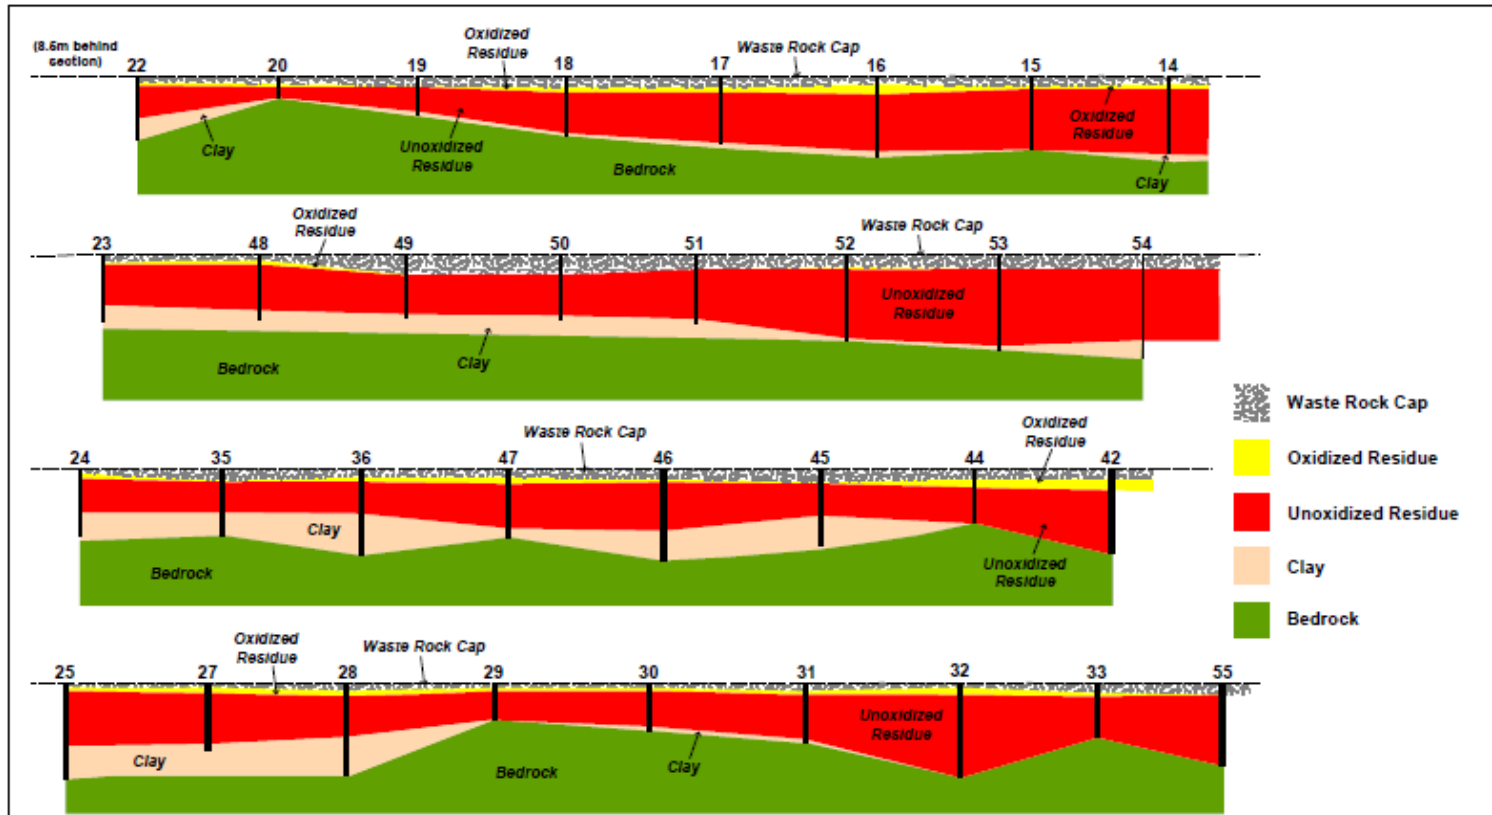 (8.6m behind
section)
22 20 19 18 17 16 15 14
Oxidized
Residue
Waste Rock Cap
Clay
Unoxidized
Residue
Bedrock
Oxidized
Residue
Clay
23 48 49 50 51 52 53 54
Oxidized
Residue
Waste Rock Cap
Unoxidized
Residue
Clay
Bedrock
Waste Rock Cap
Oxidized Residue
Unoxidized Residue
Clay
Bedrock
24 35 36 47 46 45 44 42
Waste Rock Cap
Oxidized
Residue
Clay
Bedrock
Unoxidized
Residue
25 27 28 29 30 31 32 33 55
Oxidized
Residue
Waste Rock Cap
Unoxidized
Residue
Clay
Bedrock
Clay